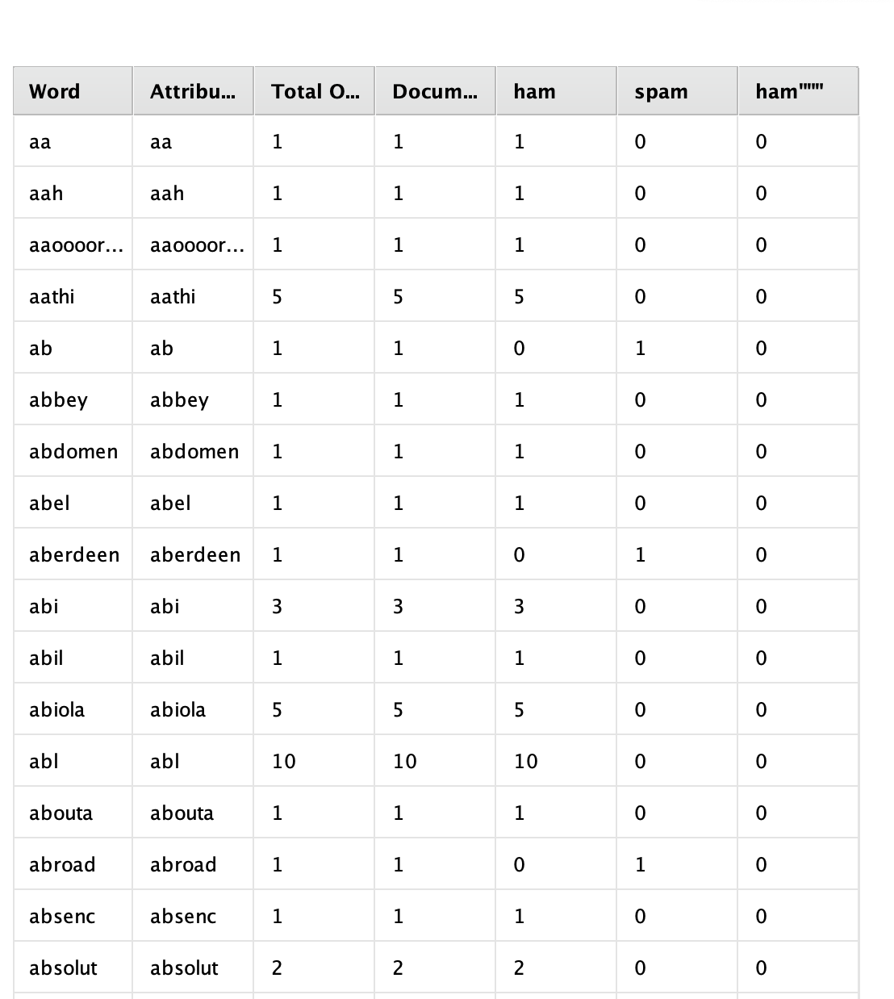 Word Attribu... Total O... Docum... ham spam ham"""
aa aa 1 1 1 0 0
aah aah 1 1 1 0 0
aaoooor... aaoooor... 1 1 1 0 0
aathi aathi 5 5 5 0 0
ab ab 1 1 0 1 0
abbey abbey 1 1 1 0 0
abdomen abdomen 1 1 1 0 0
abel abel 1 1 1 0 0
aberdeen aberdeen 1 1 0 1 0
abi abi 3 3 3 0 0
abil abil 1 1 1 0 0
abiola abiola 5 5 5 0 0
abl abl 10 10 10 0 0
abouta abouta 1 1 1 0 0
abroad abroad 1 1 0 1 0
absenc absenc 1 1 1 0 0
absolut absolut 2 2 2 0 0